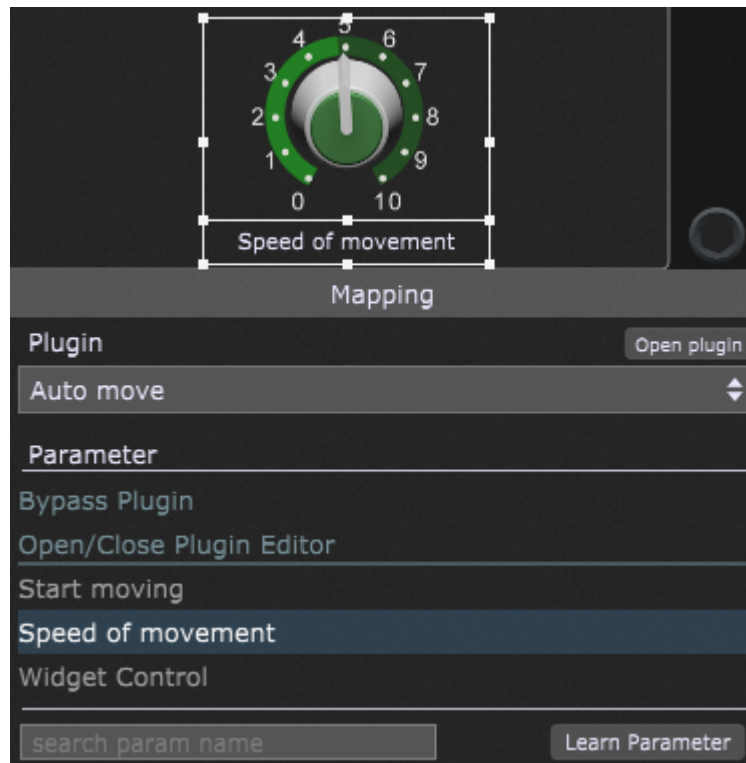 4 5 6
3 7
2 8
1 9
0 10
Speed of movement
Mapping
Plugin Open plugin
Auto move
Parameter
Bypass Plugin
Open/Close Plugin Editor
Start moving
Speed of movement
Widget Control
search param name Learn Parameter